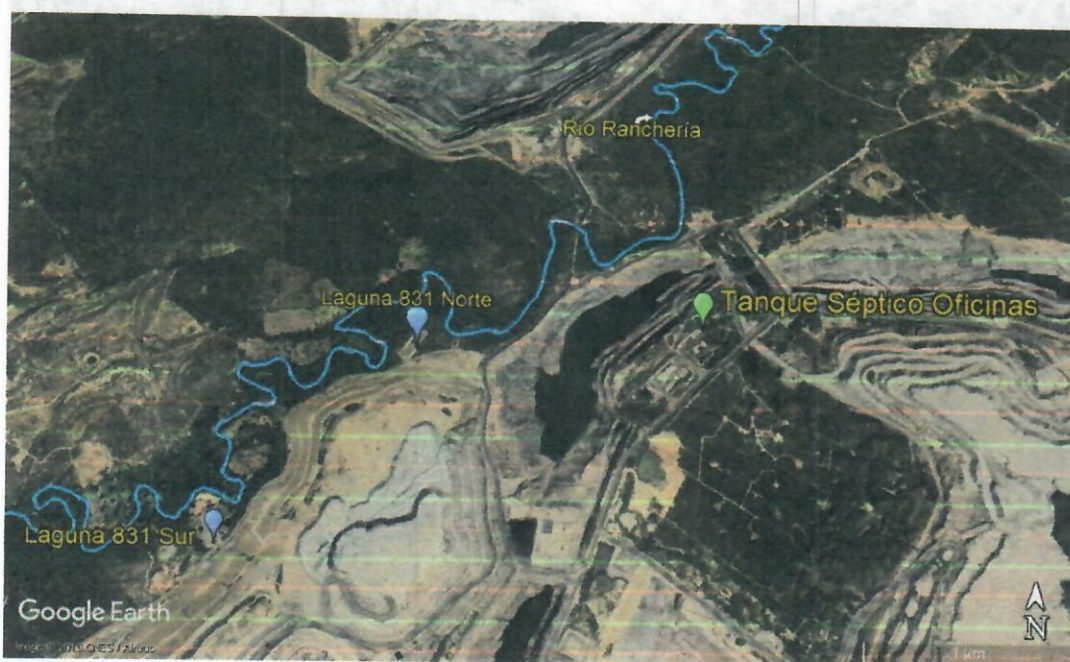 Río Ranchería
Laguna 831 Norte
Tanque Séptico Oficinas
Laguna 831 Sur
Google Earth
N
1 km